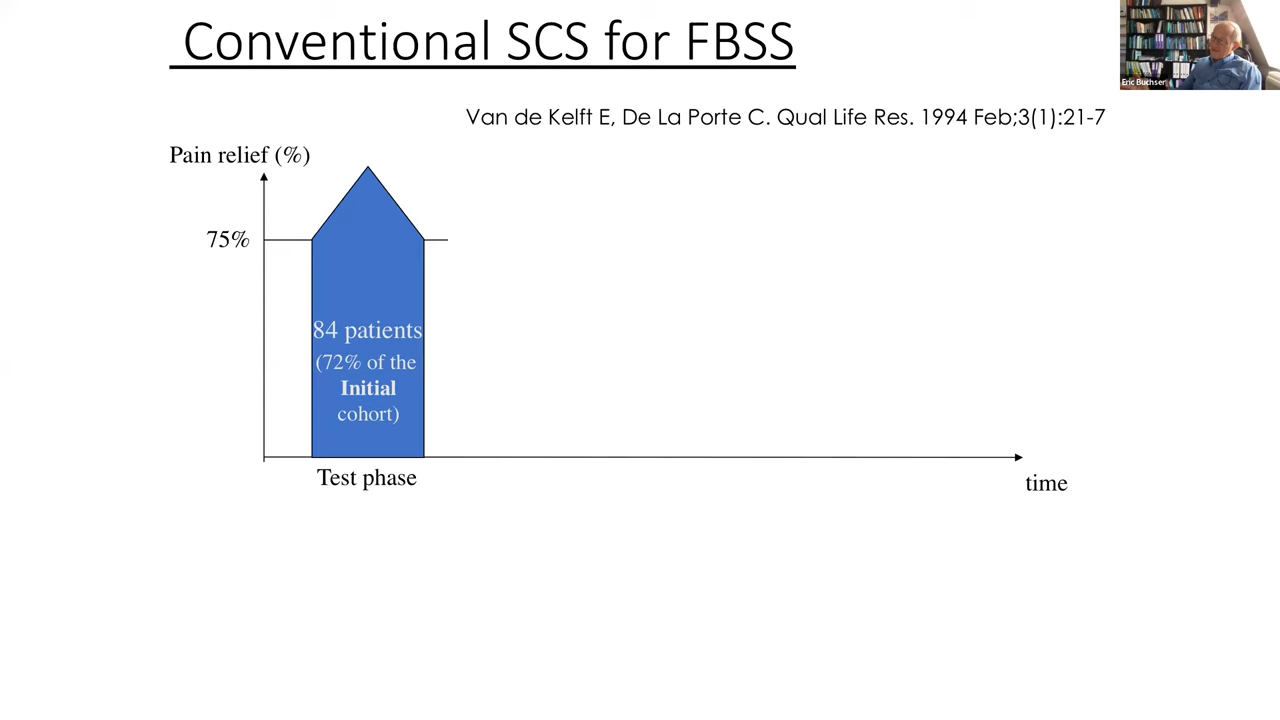 Conventional SCS for FBSS
Eric Buchser
Van de Kelft E, De La Porte C. Qual Life Res. 1994 Feb;3(1):21-7
Pain relief (%)
75%
84 patients
(72% of the
Initial
cohort)
Test phase
time